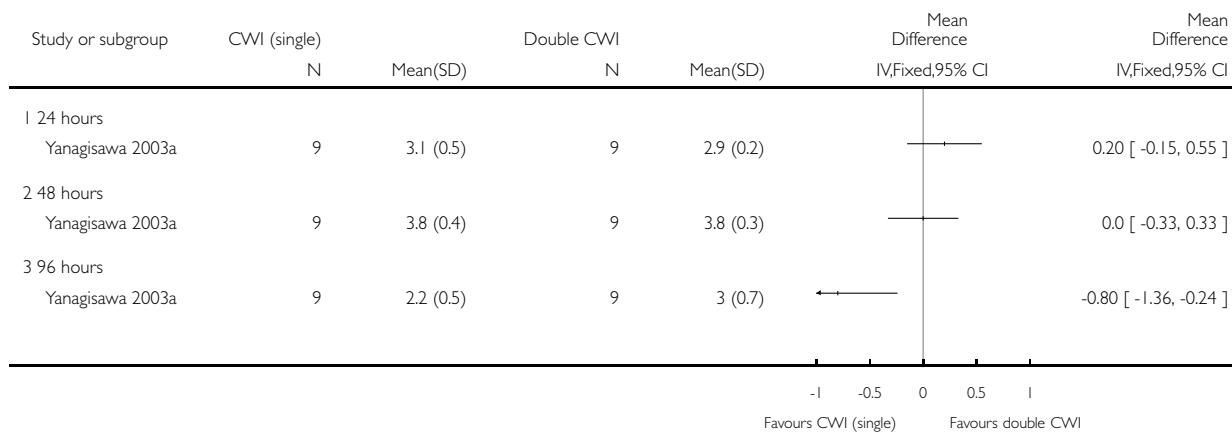 Mean Mean
Study or subgroup CWI (single) Double CWI Difference Difference
N Mean(SD) N Mean(SD) IV,Fixed,95% CI IV,Fixed,95% CI
1 24 hours
Yanagisawa 2003a 9 3.1 (0.5) 9 2.9 (0.2) 0.20 [ -0.15, 0.55 ]
2 48 hours
Yanagisawa 2003a 9 3.8 (0.4) 9 3.8 (0.3) 0.0 [ -0.33, 0.33 ]
3 96 hours
Yanagisawa 2003a 9 2.2 (0.5) 9 3 (0.7) -0.80 [ -1.36, -0.24 ]
-1 -0.5 0 0.5 1
Favours CWI (single) Favours double CWI